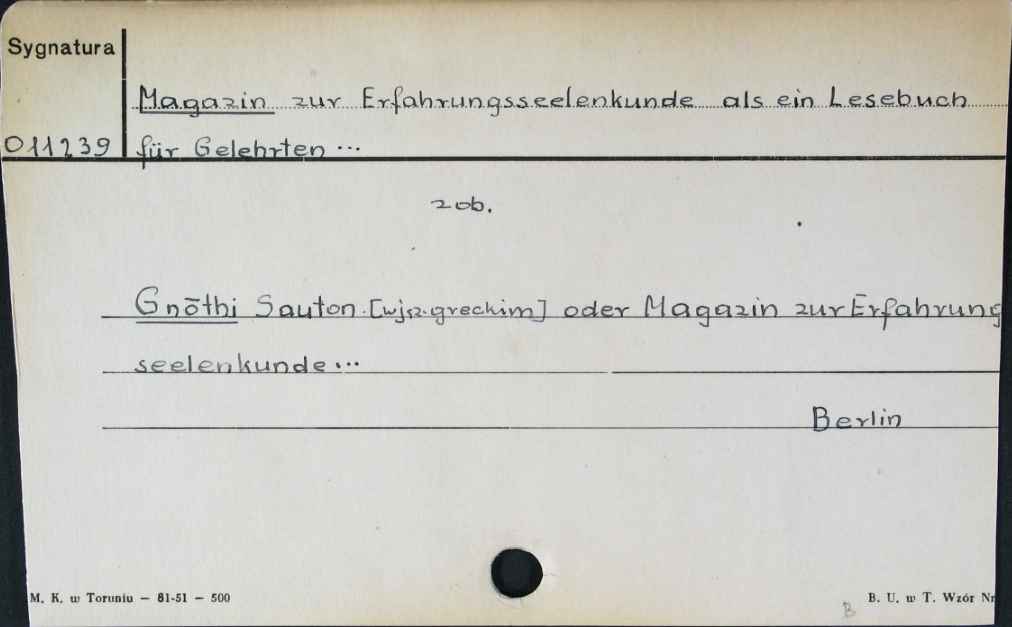 Sygnatura
Magazin zur Erfahrungsseelenkunde als ein Lesebuch
011239 für Gelehrten ...
zob.
Gnōthi Sauton [w jęz. greckim] oder Magazin zur Erfahrung
seelenkunde ...
Berlin
M. K. w Toruniu — 81-51 — 500
B
B. U. w T. Wzór Nr